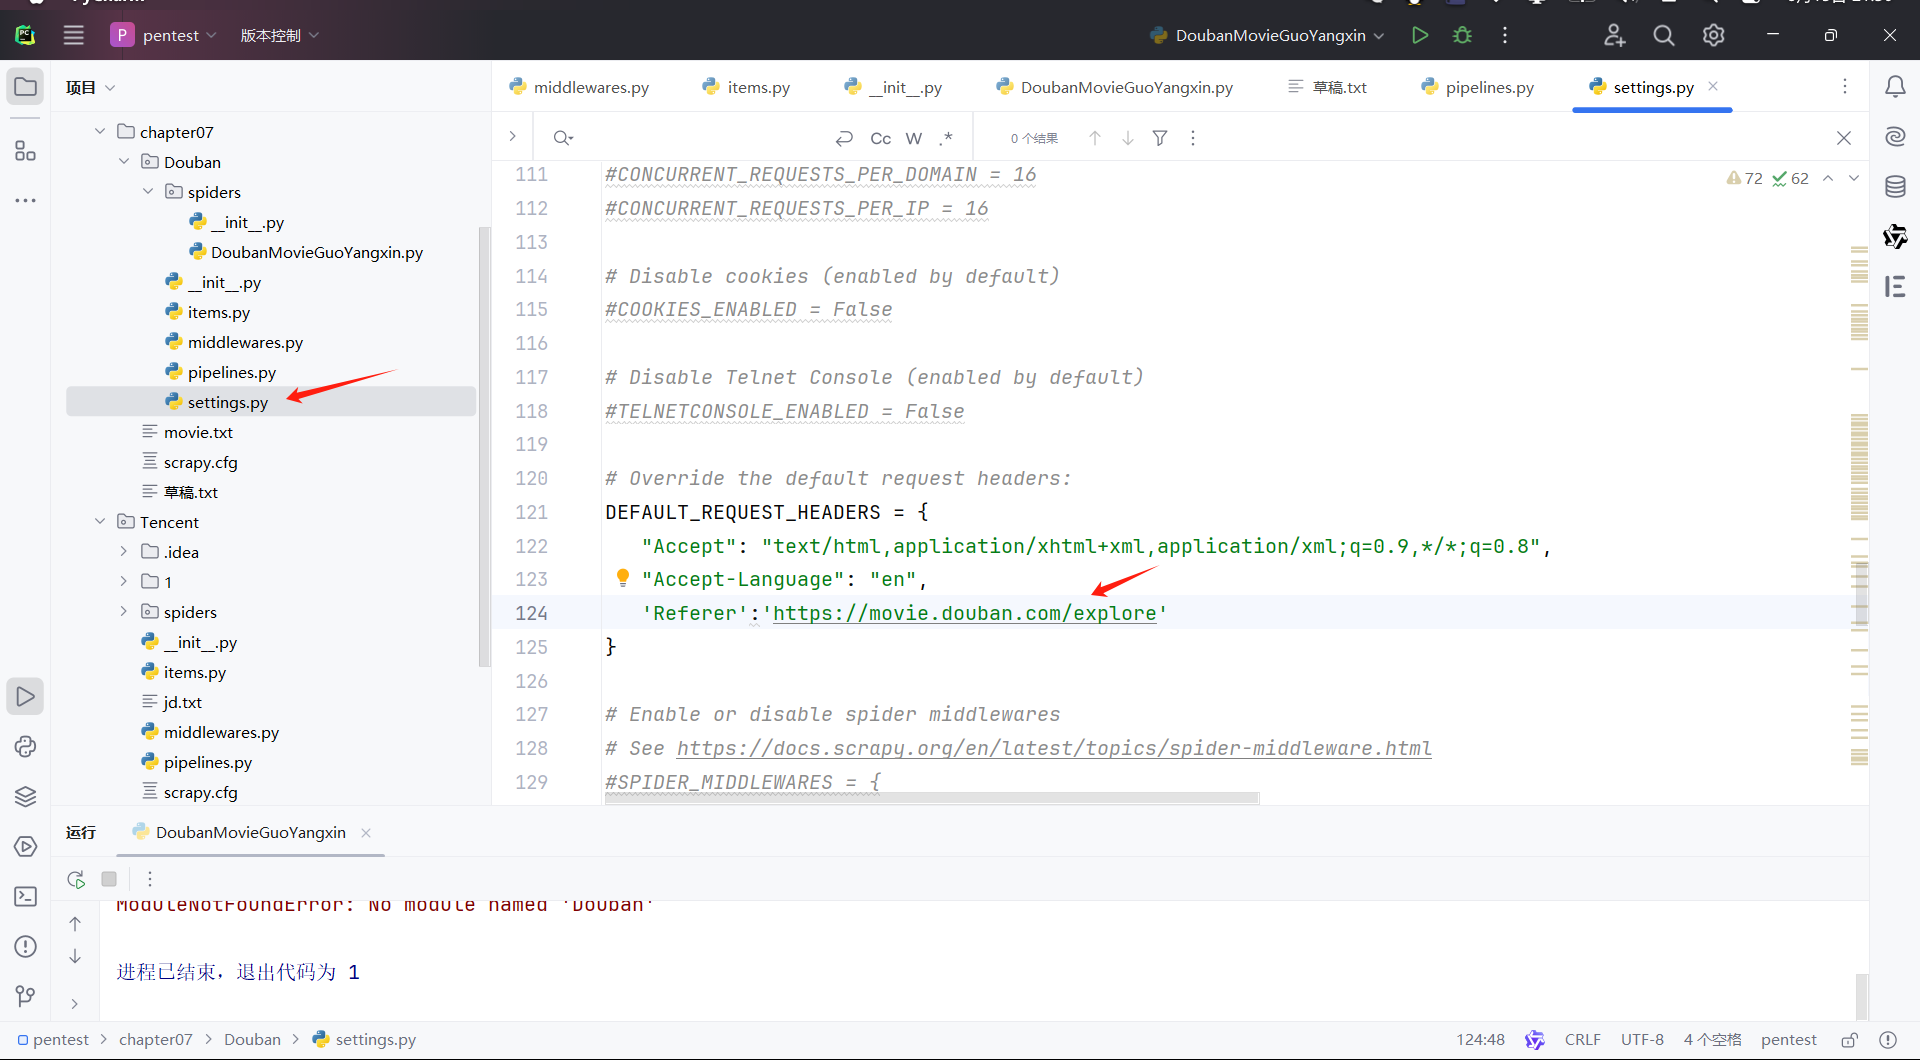 P pentest 版本控制 DoubanMovieGuoYangxin
项目
chapter07
Douban
spiders
__init__.py
DoubanMovieGuoYangxin.py
__init__.py
items.py
middlewares.py
pipelines.py
settings.py
movie.txt
scrapy.cfg
草稿.txt
Tencent
.idea
1
spiders
__init__.py
items.py
jd.txt
middlewares.py
pipelines.py
scrapy.cfg
middlewares.py items.py __init__.py DoubanMovieGuoYangxin.py 草稿.txt pipelines.py settings.py
Cc W .* 0 个结果
72 62
111 #CONCURRENT_REQUESTS_PER_DOMAIN = 16
112 #CONCURRENT_REQUESTS_PER_IP = 16
113
114 # Disable cookies (enabled by default)
115 #COOKIES_ENABLED = False
116
117 # Disable Telnet Console (enabled by default)
118 #TELNETCONSOLE_ENABLED = False
119
120 # Override the default request headers:
121 DEFAULT_REQUEST_HEADERS = {
122 "Accept": "text/html,application/xhtml+xml,application/xml;q=0.9,*/*;q=0.8",
123 "Accept-Language": "en",
124 'Referer':'https://movie.douban.com/explore'
125 }
126
127 # Enable or disable spider middlewares
128 # See https://docs.scrapy.org/en/latest/topics/spider-middleware.html
129 #SPIDER_MIDDLEWARES = {
运行 DoubanMovieGuoYangxin
ModuleNotFoundError: No module named 'Douban'
进程已结束，退出代码为 1
pentest chapter07 Douban settings.py
124:48 CRLF UTF-8 4 个空格 pentest